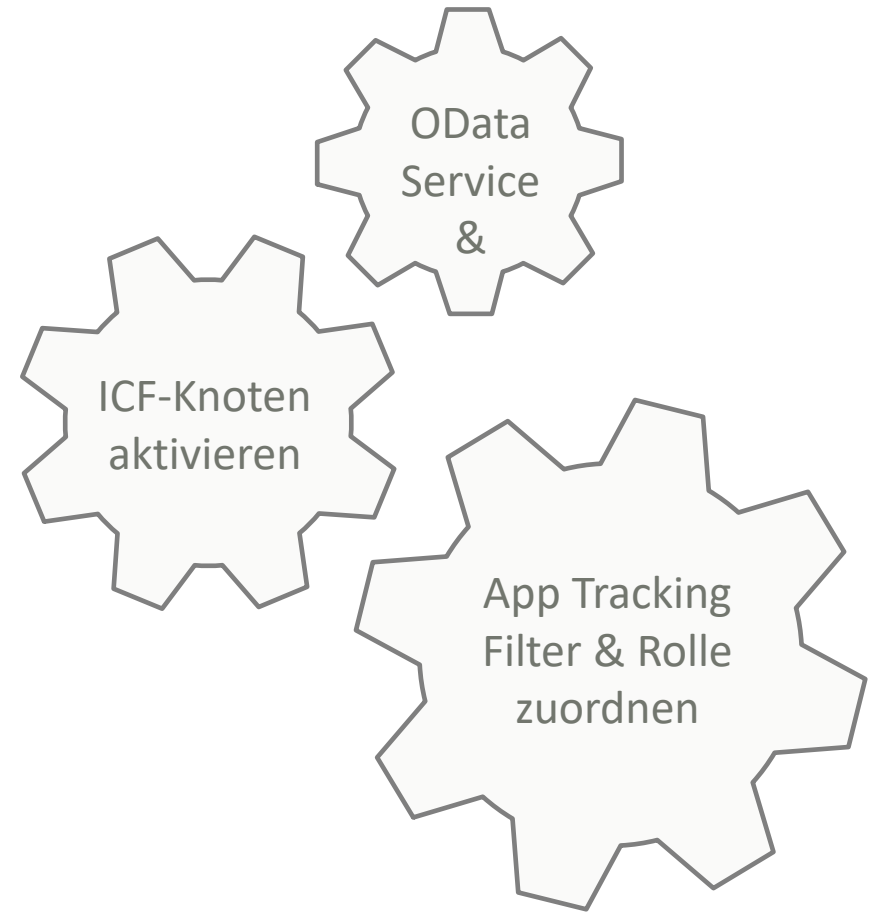 OData
Service
&
ICF-Knoten
aktivieren
App Tracking
Filter & Rolle
zuordnen